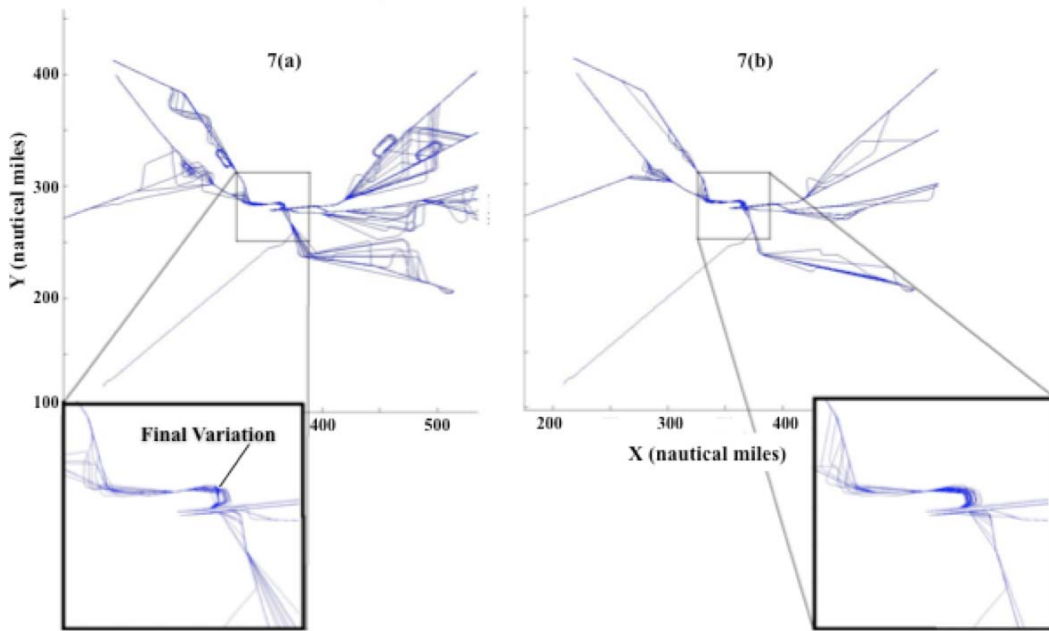 7(a)
7(b)
400
300
200
100
Y (nautical miles)
400
500
200
300
400
X (nautical miles)
Final Variation